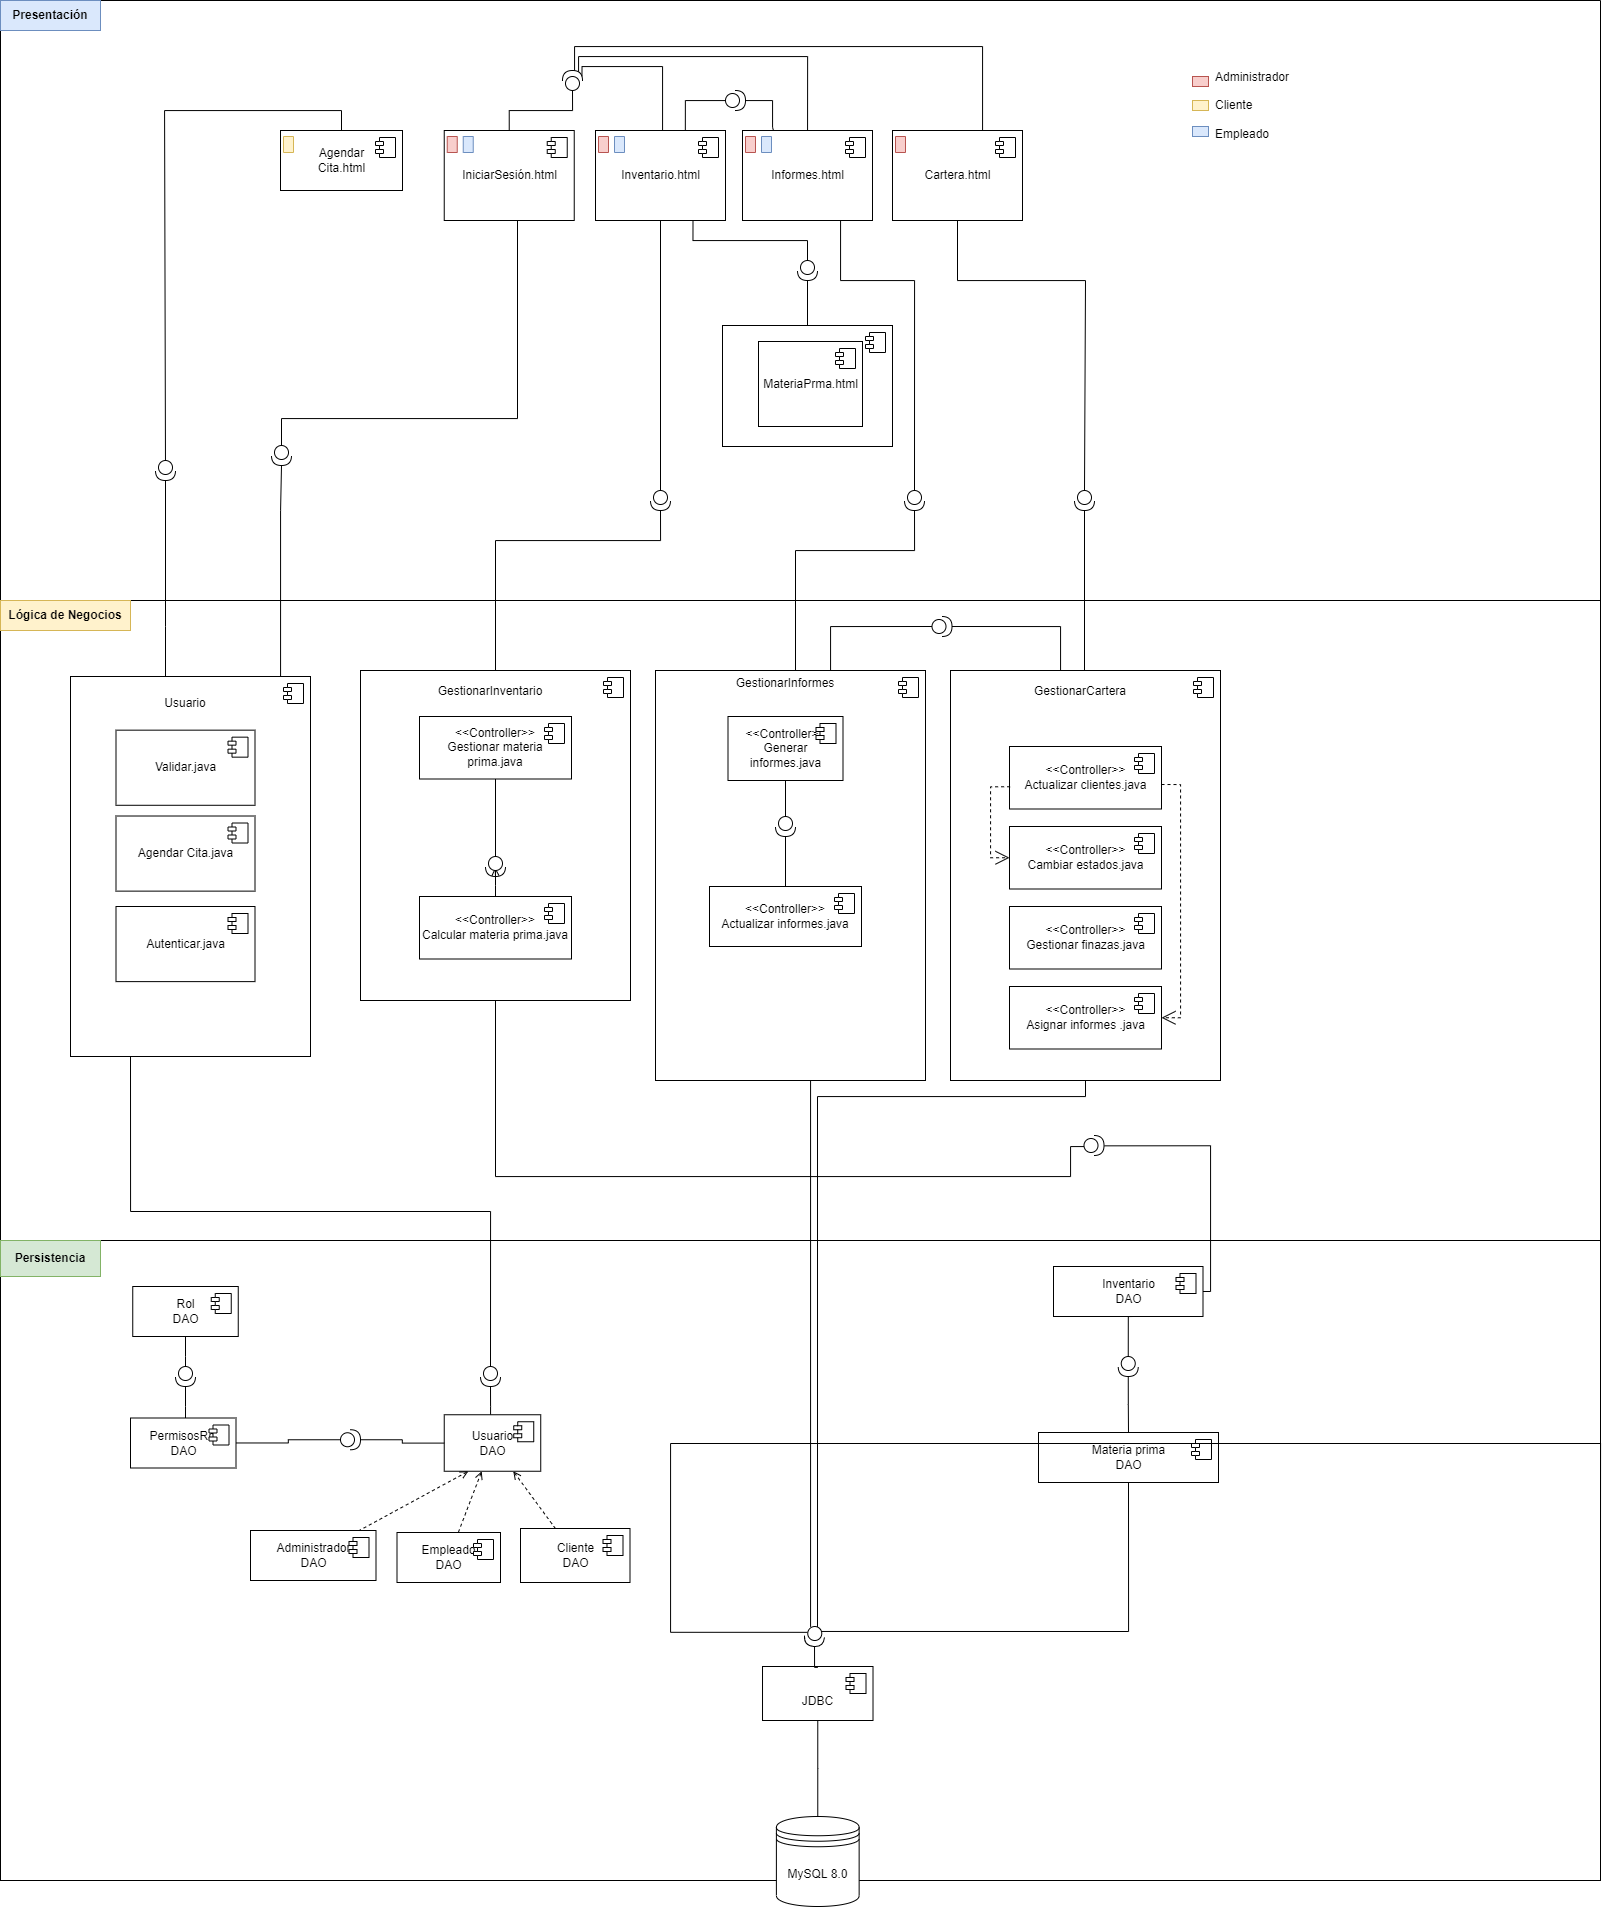 Presentación
Administrador
Cliente
Empleado
Agendar
Cita.html
IniciarSesión.html
Inventario.html
Informes.html
Cartera.html
MateriaPrma.html
Lógica de Negocios
Usuario
Validar.java
Agendar Cita.java
Autenticar.java
GestionarInventario
<<Controller>>
Gestionar materia
prima.java
<<Controller>>
Calcular materia prima.java
GestionarInformes
<<Controller>>
Generar
informes.java
<<Controller>>
Actualizar informes.java
GestionarCartera
<<Controller>>
Actualizar clientes.java
<<Controller>>
Cambiar estados.java
<<Controller>>
Gestionar finazas.java
<<Controller>>
Asignar informes .java
Persistencia
Rol
DAO
DAO
Usuario
DAO
Administrador
DAO
Empleado
DAO
Cliente
DAO
Inventario
DAO
Materia prima
DAO
JDBC
MySQL 8.0